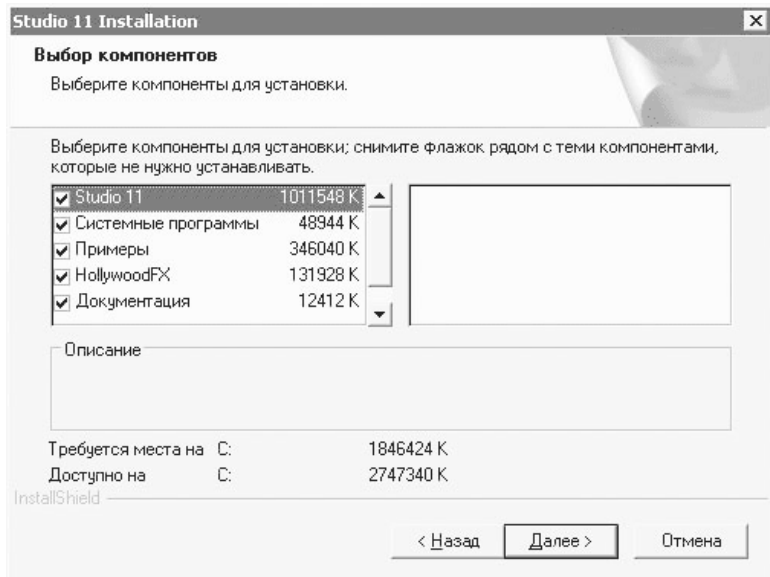 Studio 11 Installation
Выбор компонентов
Выберите компоненты для установки.
Выберите компоненты для установки; снимите флажок рядом с теми компонентами,
которые не нужно устанавливать.
Studio 11 1011548 K
Системные программы 48944 K
Примеры 346040 K
HollywoodFX 131928 K
Документация 12412 K
Описание
Требуется места на C: 1846424 K
Доступно на C: 2747340 K
InstallShield
< Назад Далее > Отмена